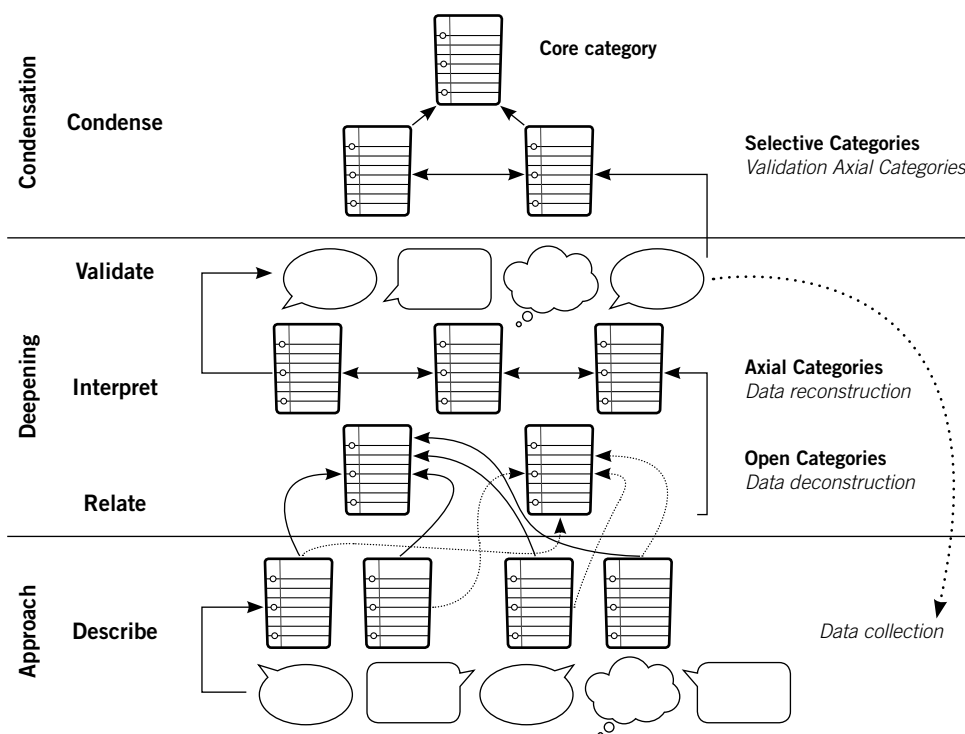 Core category
Condensation
Condense
Selective Categories
Validation Axial Categories
Validate
Deepening
Interpret
Axial Categories
Data reconstruction
Open Categories
Data deconstruction
Relate
Approach
Describe
Data collection